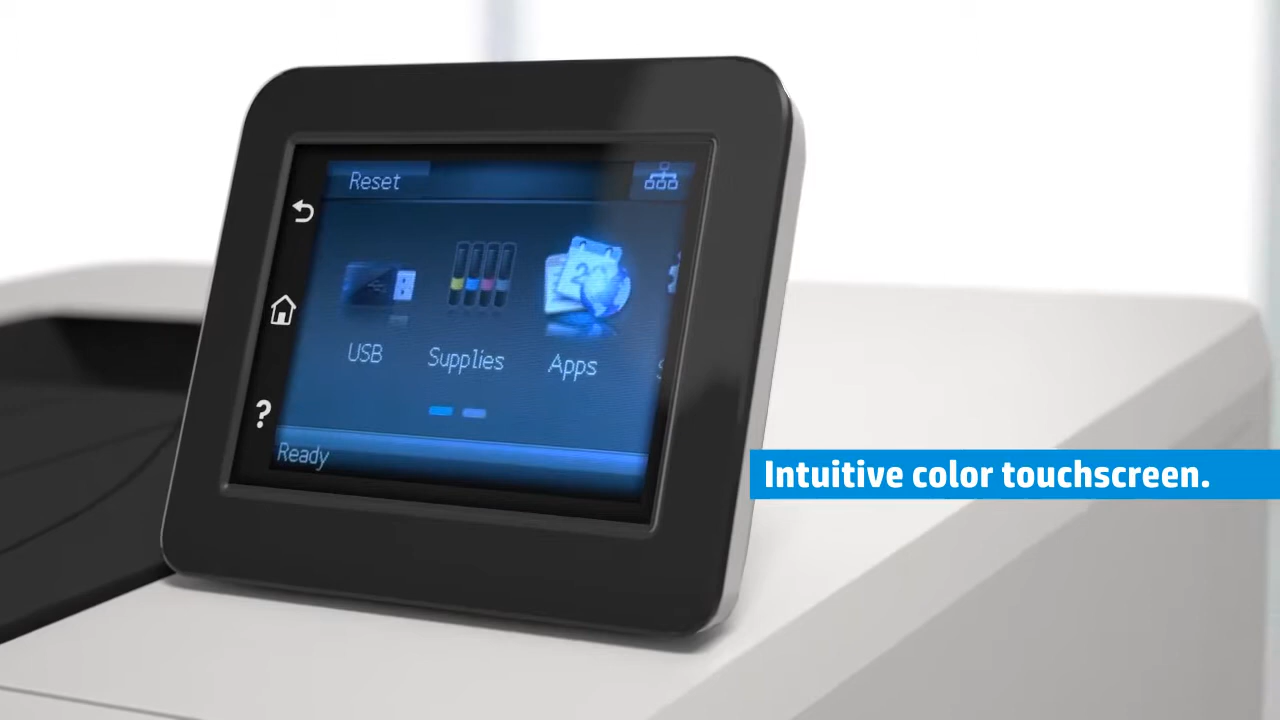 Reset
USB
Supplies
Apps
?
Ready
Intuitive color touchscreen.